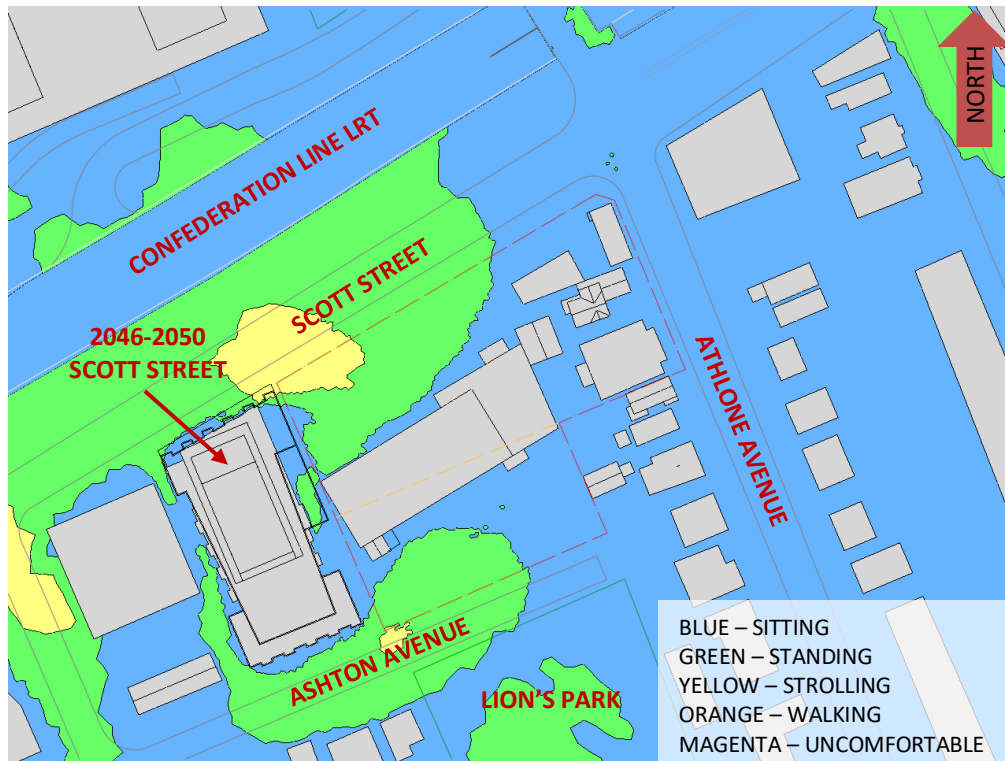 NORTH
CONFEDERATION LINE LRT
SCOTT STREET
2046-2050
SCOTT STREET
ATHLONE AVENUE
ASHTON AVENUE
LION'S PARK
BLUE – SITTING
GREEN – STANDING
YELLOW – STROLLING
ORANGE – WALKING
MAGENTA – UNCOMFORTABLE